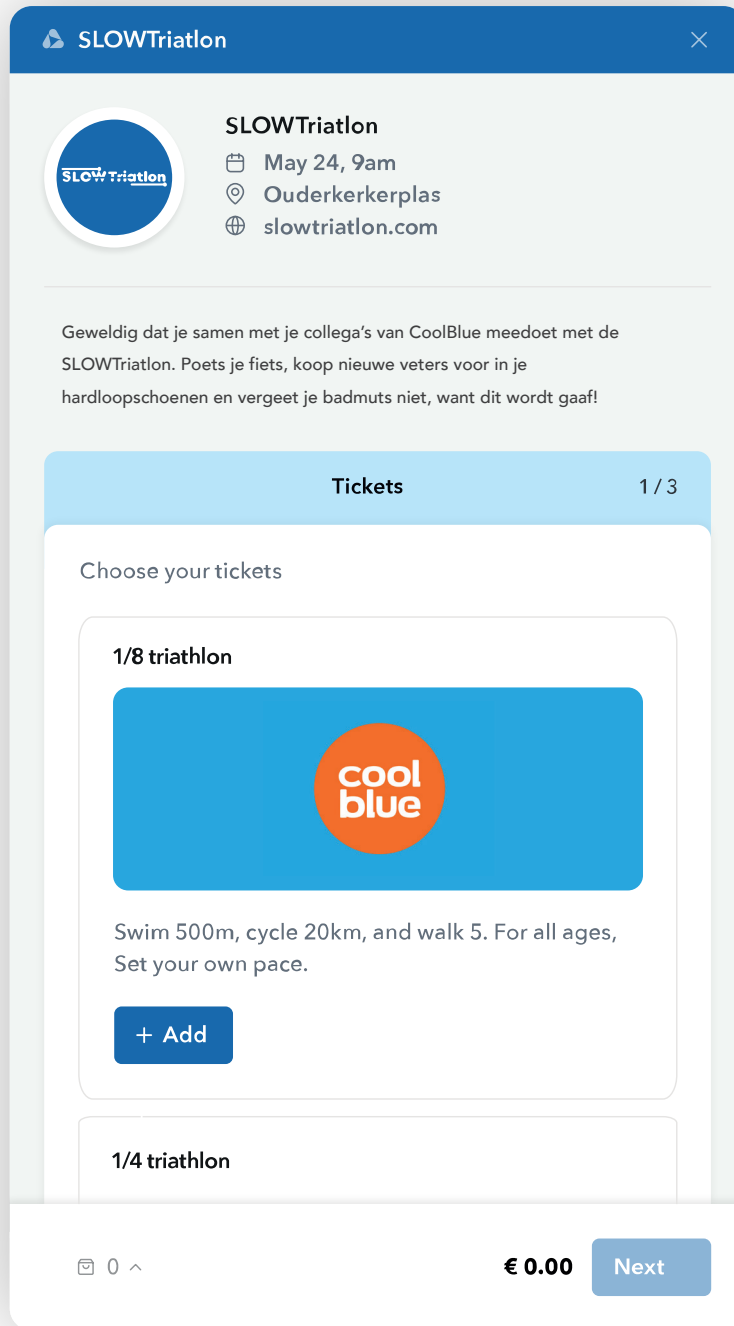 SLOWTriatlon
SLOW Triatlon
SLOWTriatlon
May 24, 9am
Ouderkerkerplas
slowtriatlon.com
Geweldig dat je samen met je collega’s van CoolBlue meedoet met de
SLOWTriatlon. Poets je fiets, koop nieuwe veters voor in je
hardloopschoenen en vergeet je badmuts niet, want dit wordt gaaf!
Tickets 1 / 3
Choose your tickets
1/8 triathlon
cool
blue
Swim 500m, cycle 20km, and walk 5. For all ages,
Set your own pace.
+ Add
1/4 triathlon
0 € 0.00 Next